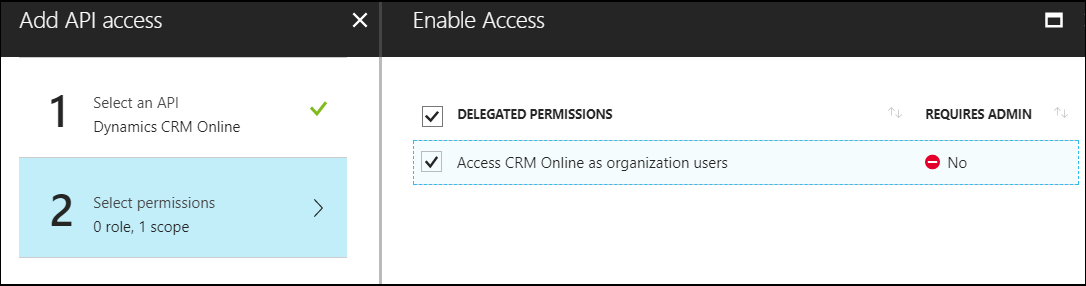 Add API access
Enable Access
1
Select an API
Dynamics CRM Online
2
Select permissions
0 role, 1 scope
DELEGATED PERMISSIONS
REQUIRES ADMIN
Access CRM Online as organization users
No